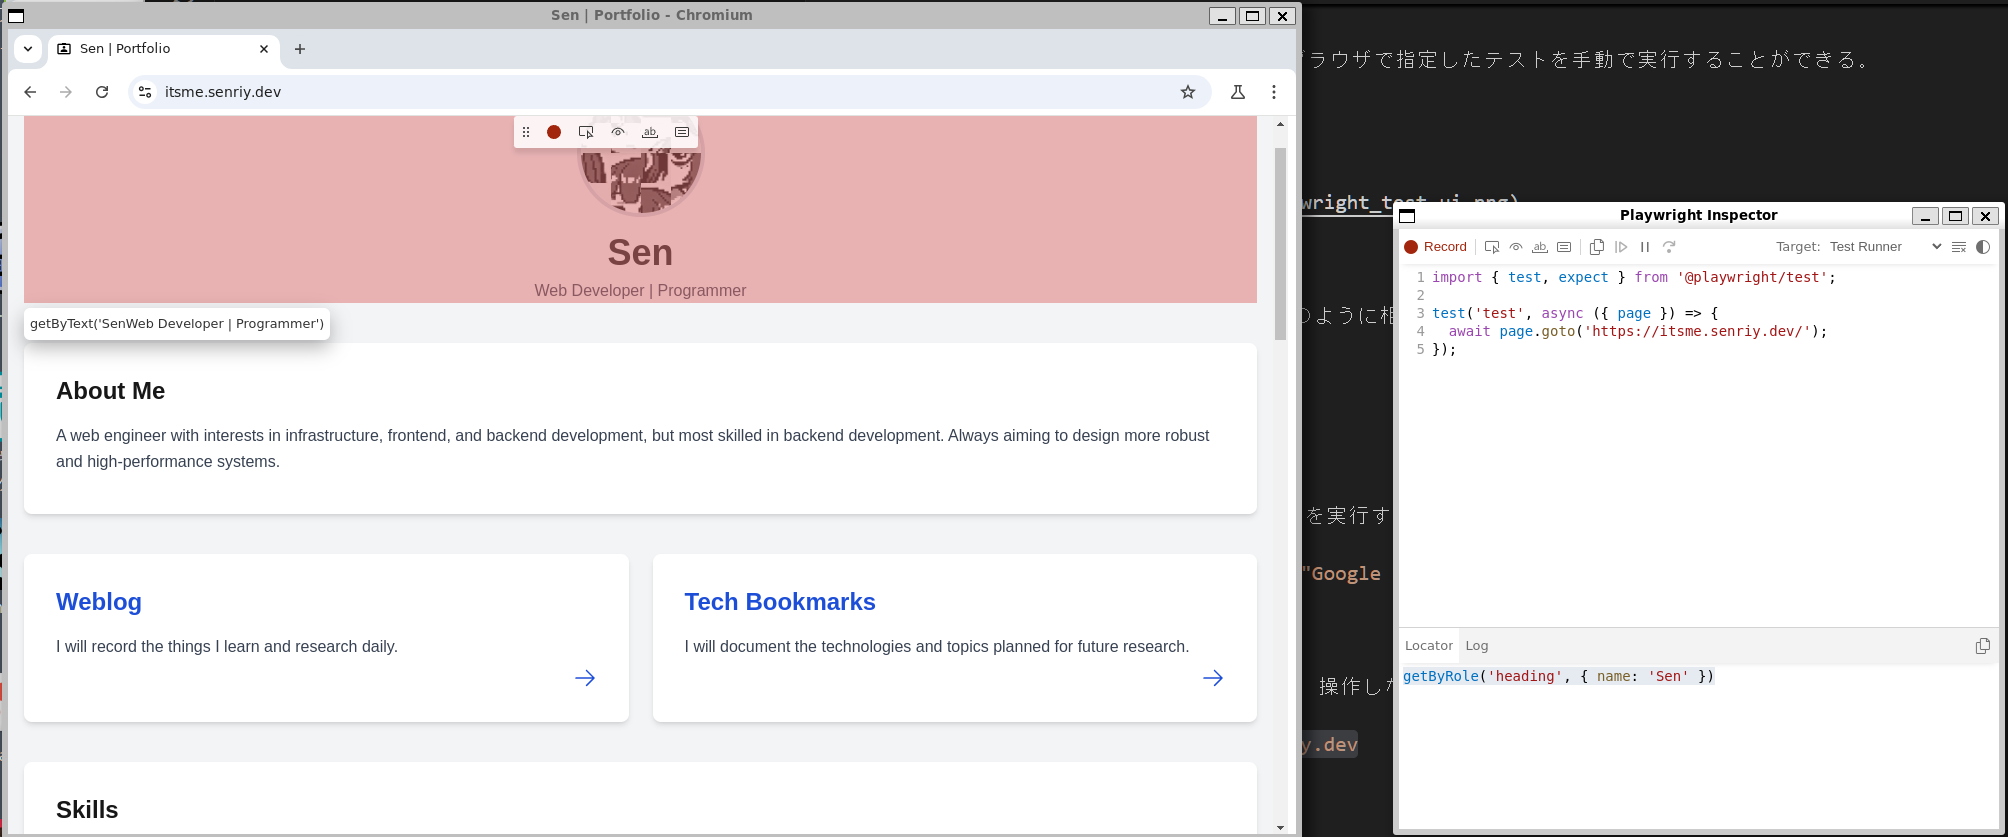 Sen | Portfolio - Chromium
Sen | Portfolio
itsme.senriy.dev
ab
Sen
Web Developer | Programmer
getByText('SenWeb Developer | Programmer')
About Me
A web engineer with interests in infrastructure, frontend, and backend development, but most skilled in backend development. Always aiming to design more robust
and high-performance systems.
Weblog
I will record the things I learn and research daily.
Tech Bookmarks
I will document the technologies and topics planned for future research.
Skills
ラウザで指定したテストを手動で実行することができる。
wright_test_ui.png)
のように相
を実行す
"Google
操作した
y.dev
Playwright Inspector
Record
ab
Target: Test Runner
1 import { test, expect } from '@playwright/test';
2
3 test('test', async ({ page }) => {
4   await page.goto('https://itsme.senriy.dev/');
5 });
Locator Log
getByRole('heading', { name: 'Sen' })